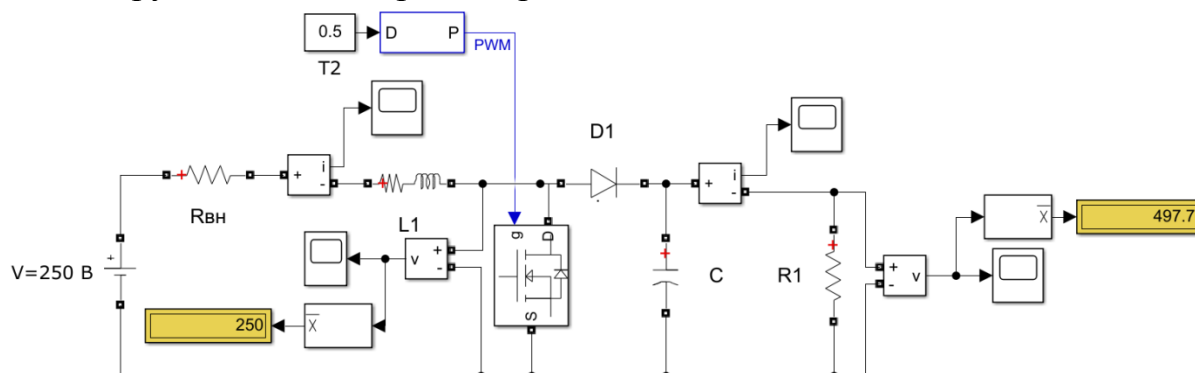 0.5
D
P
PWM
T2
i
+
-
Rвн
D1
i
+
-
x
497.7
g
D
S
L1
+
-
v
V=250 В
+
C
R1
+
-
v
250
x